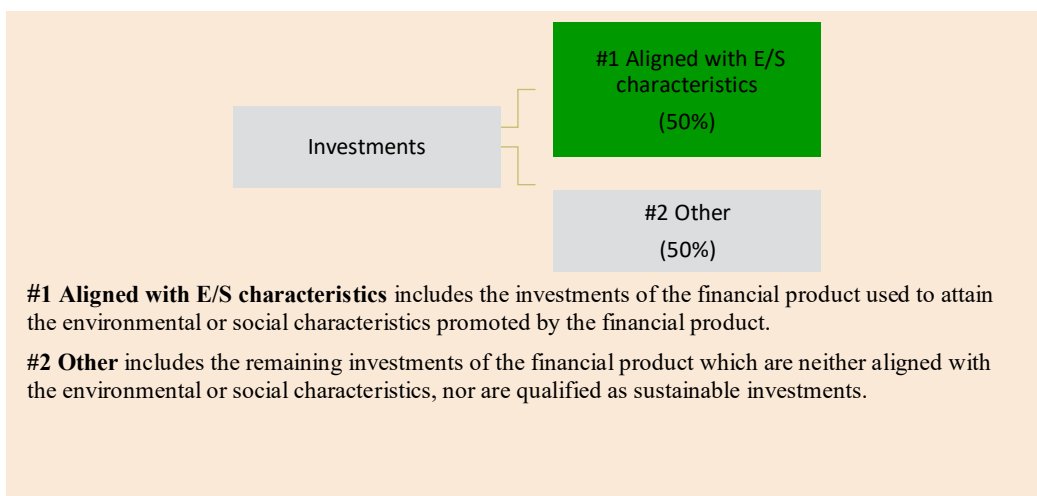 #1 Aligned with E/S
characteristics
(50%)
Investments
#2 Other
(50%)
#1 Aligned with E/S characteristics includes the investments of the financial product used to attain
the environmental or social characteristics promoted by the financial product.
#2 Other includes the remaining investments of the financial product which are neither aligned with
the environmental or social characteristics, nor are qualified as sustainable investments.